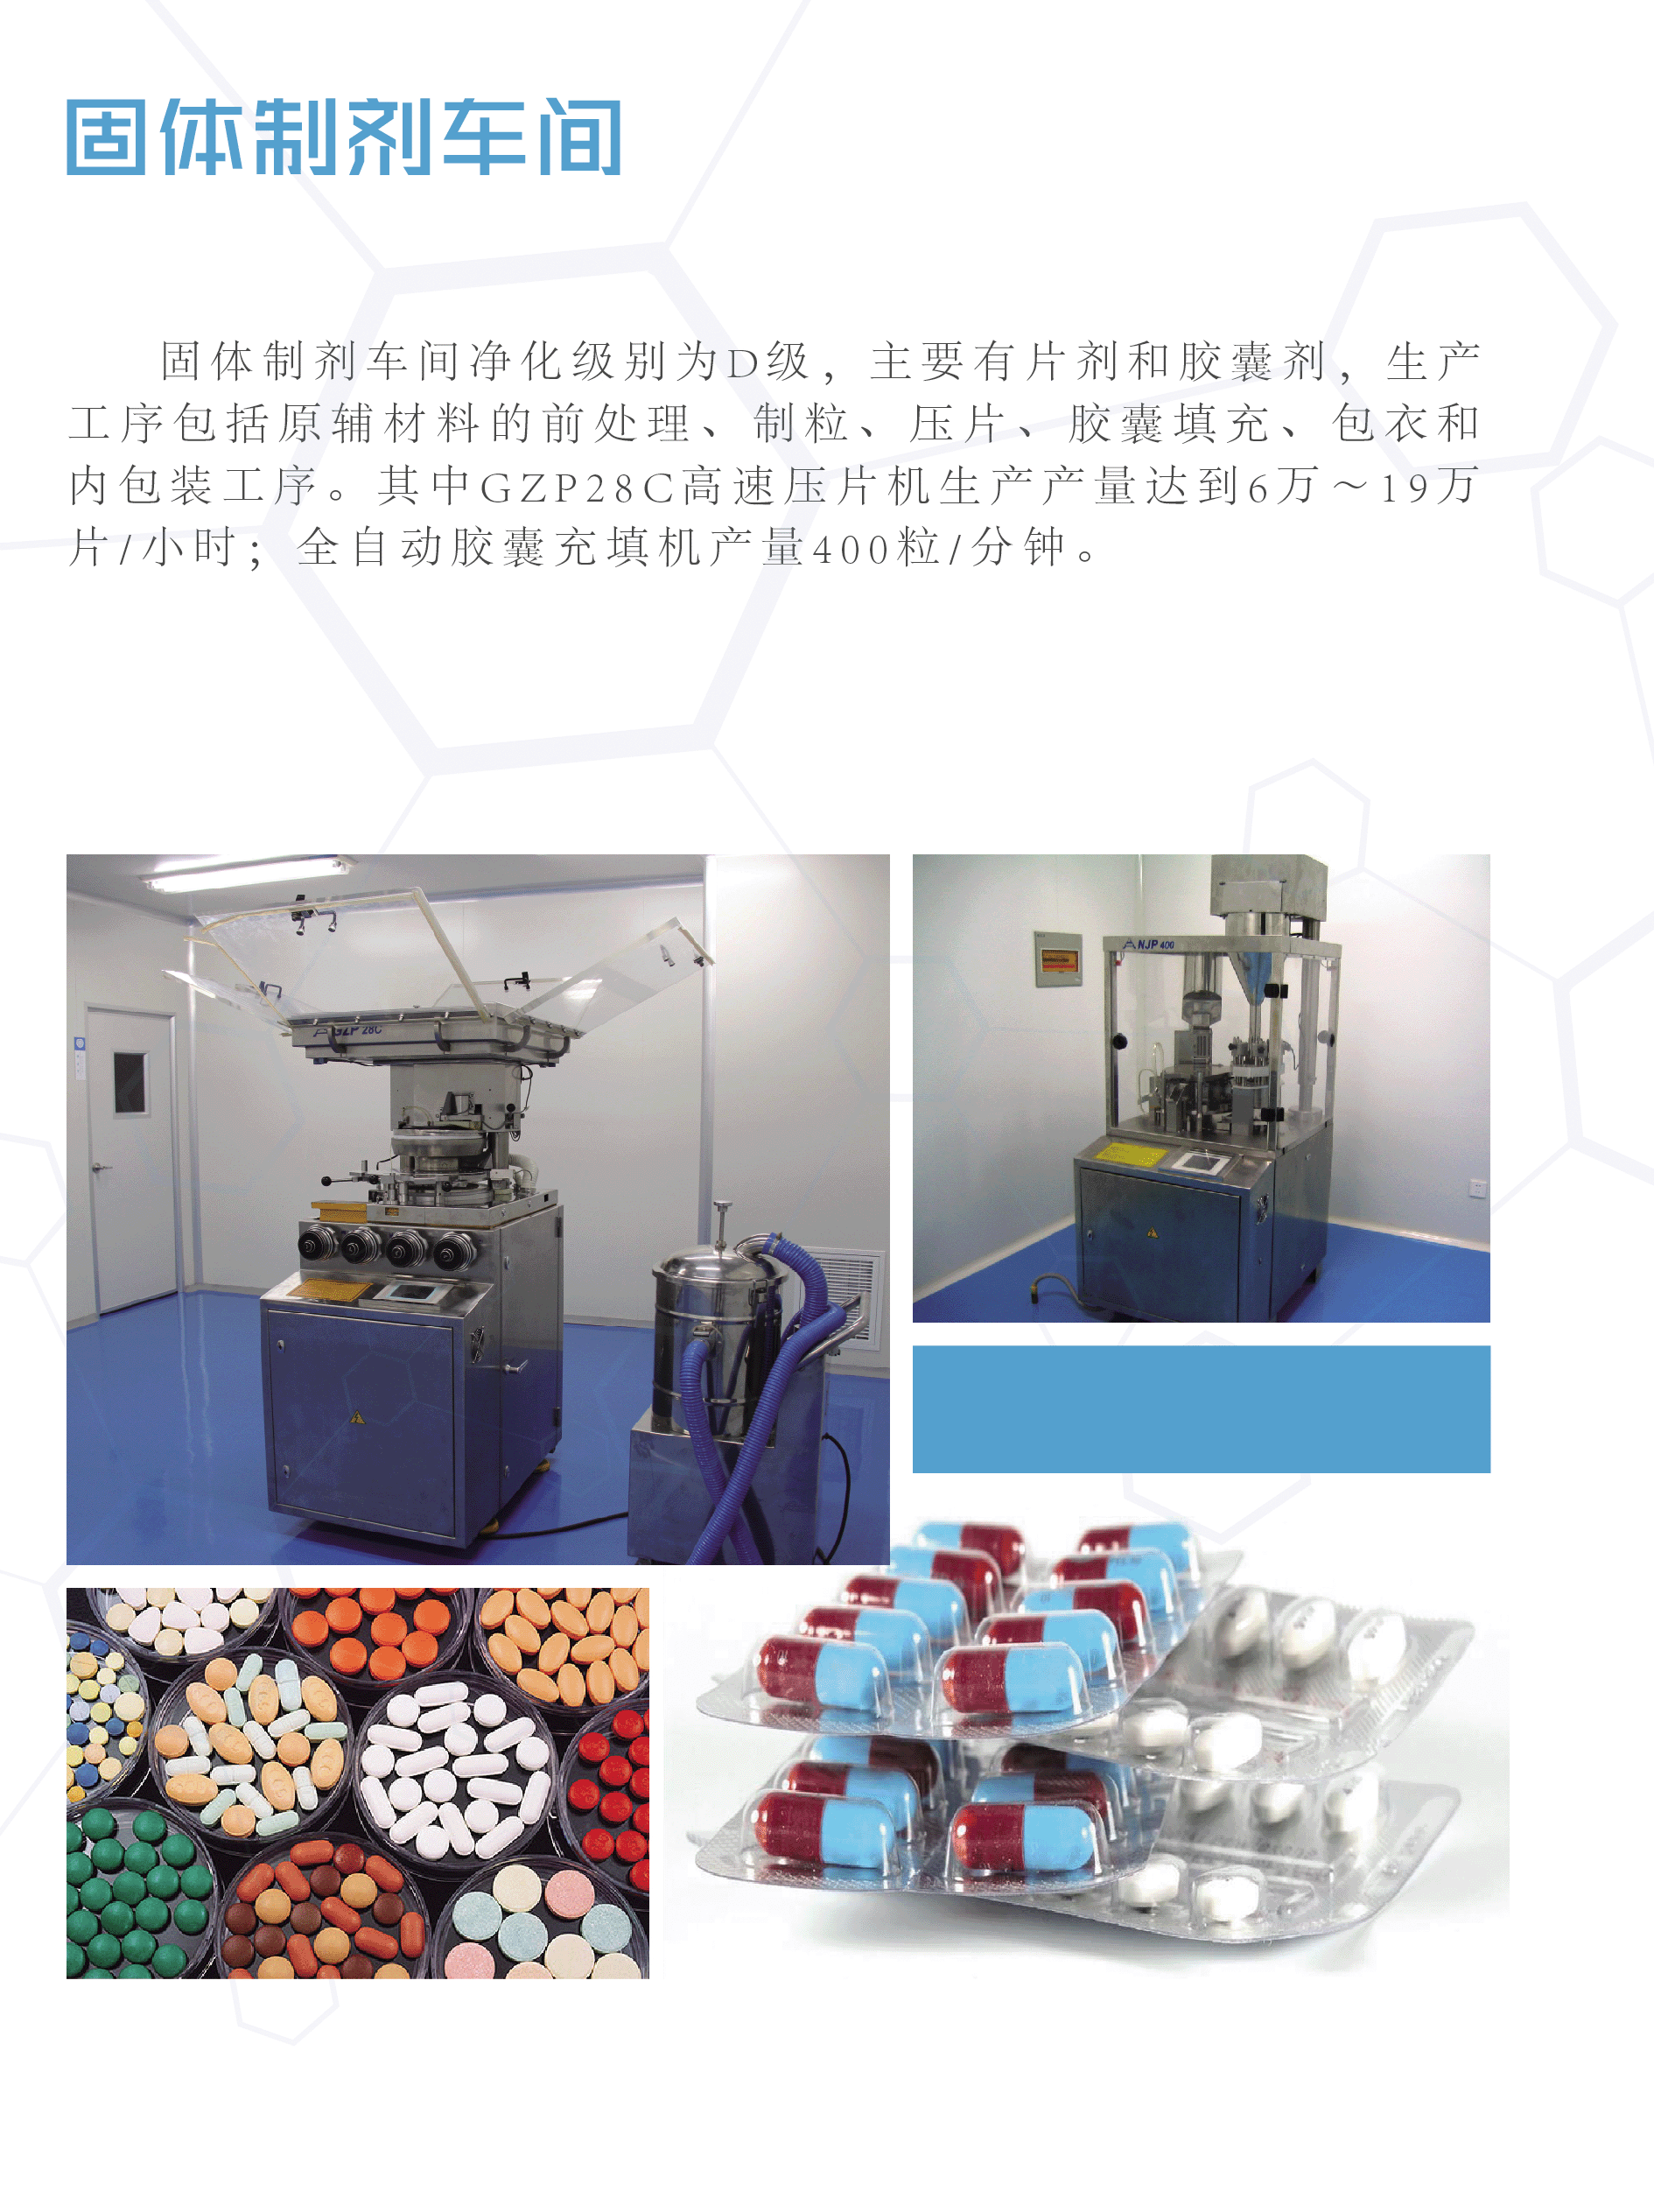 固体制剂车间
固体制剂车间净化级别为D级，主要有片剂和胶囊剂，生产
工序包括原辅材料的前处理、制粒、压片、胶囊填充、包衣和
内包装工序。其中GZP28C高速压片机生产产量达到6万～19万
片/小时；全自动胶囊充填机产量400粒/分钟。
GZP 28C
NJP 400